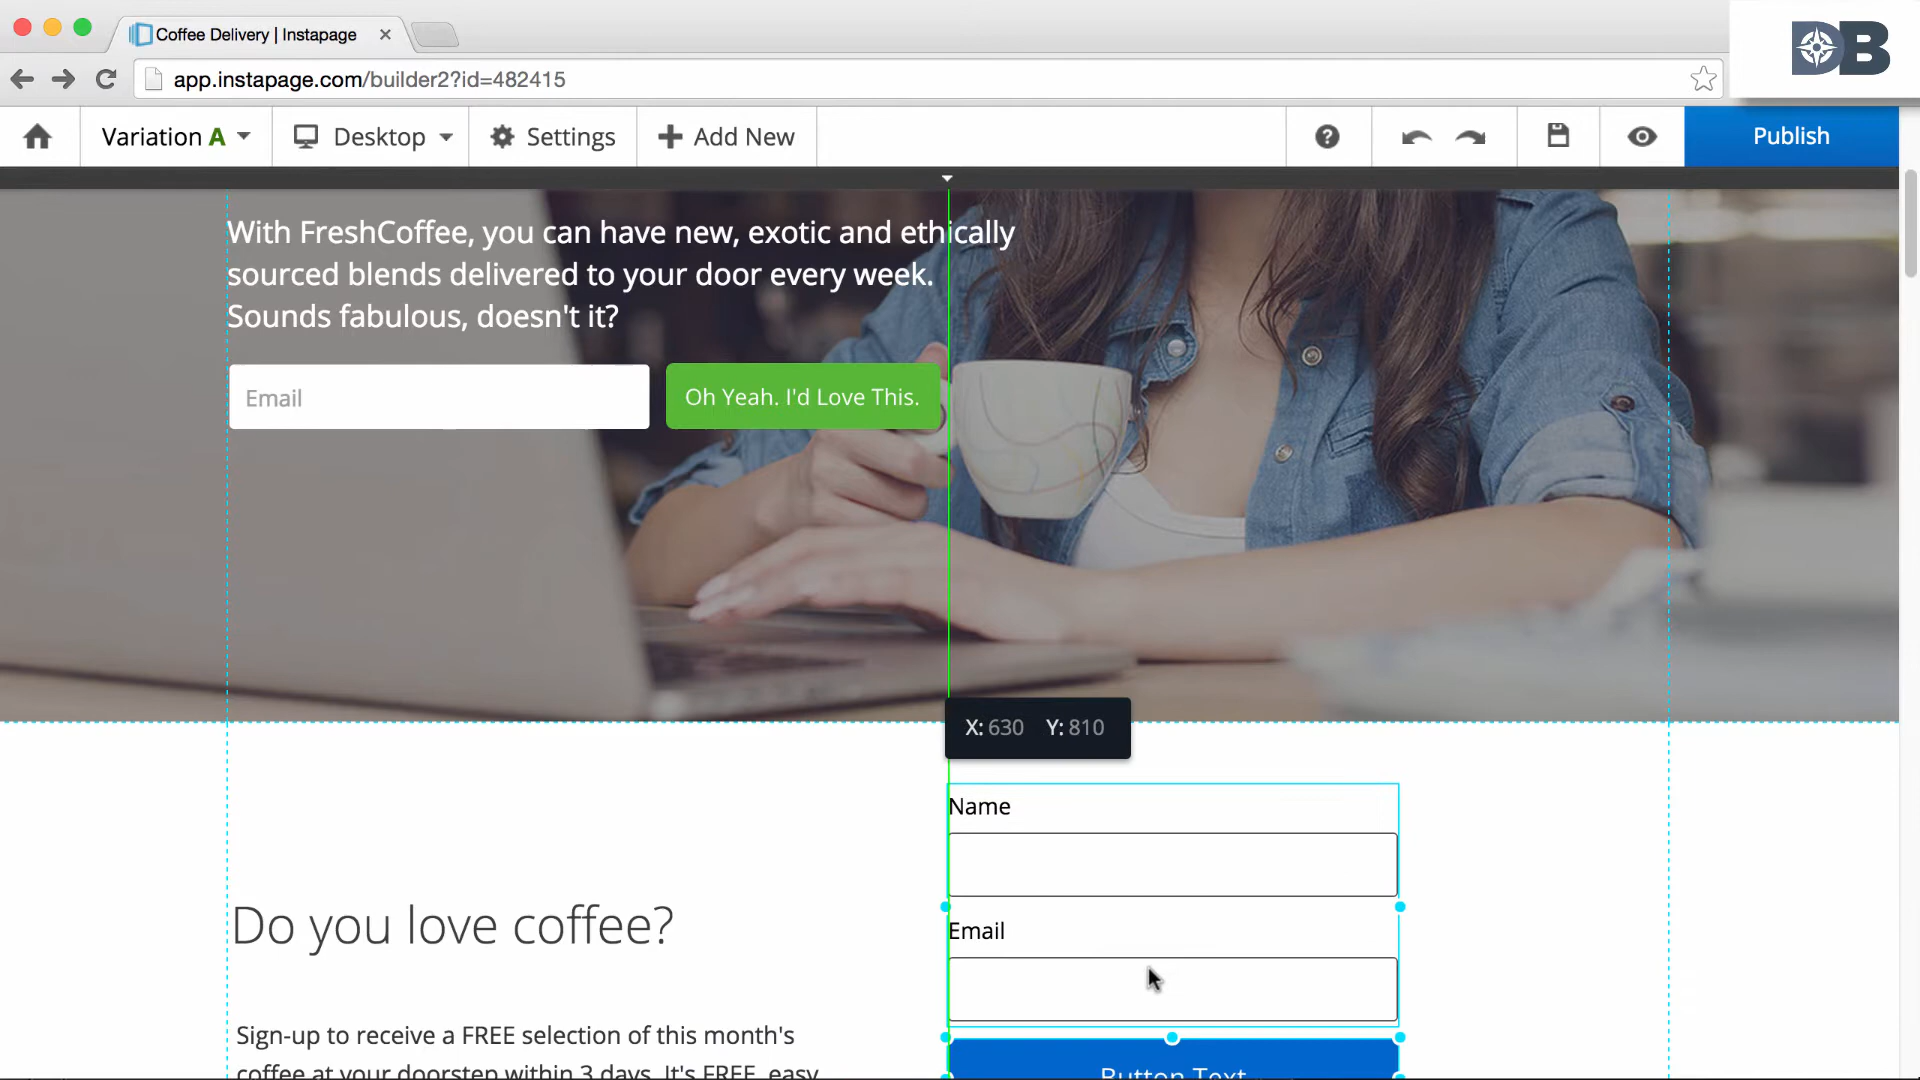 Coffee Delivery | Instapage
DB
app.instapage.com/builder2?id=482415
Variation A
Desktop
Settings
Add New
Publish
With FreshCoffee, you can have new, exotic and ethically
sourced blends delivered to your door every week.
Sounds fabulous, doesn't it?
Email
Oh Yeah. I'd Love This.
X: 630 Y: 810
Name
Do you love coffee?
Email
Sign-up to receive a FREE selection of this month's
coffee at your doorstep within 3 days. It's FREE, easy
Button Text